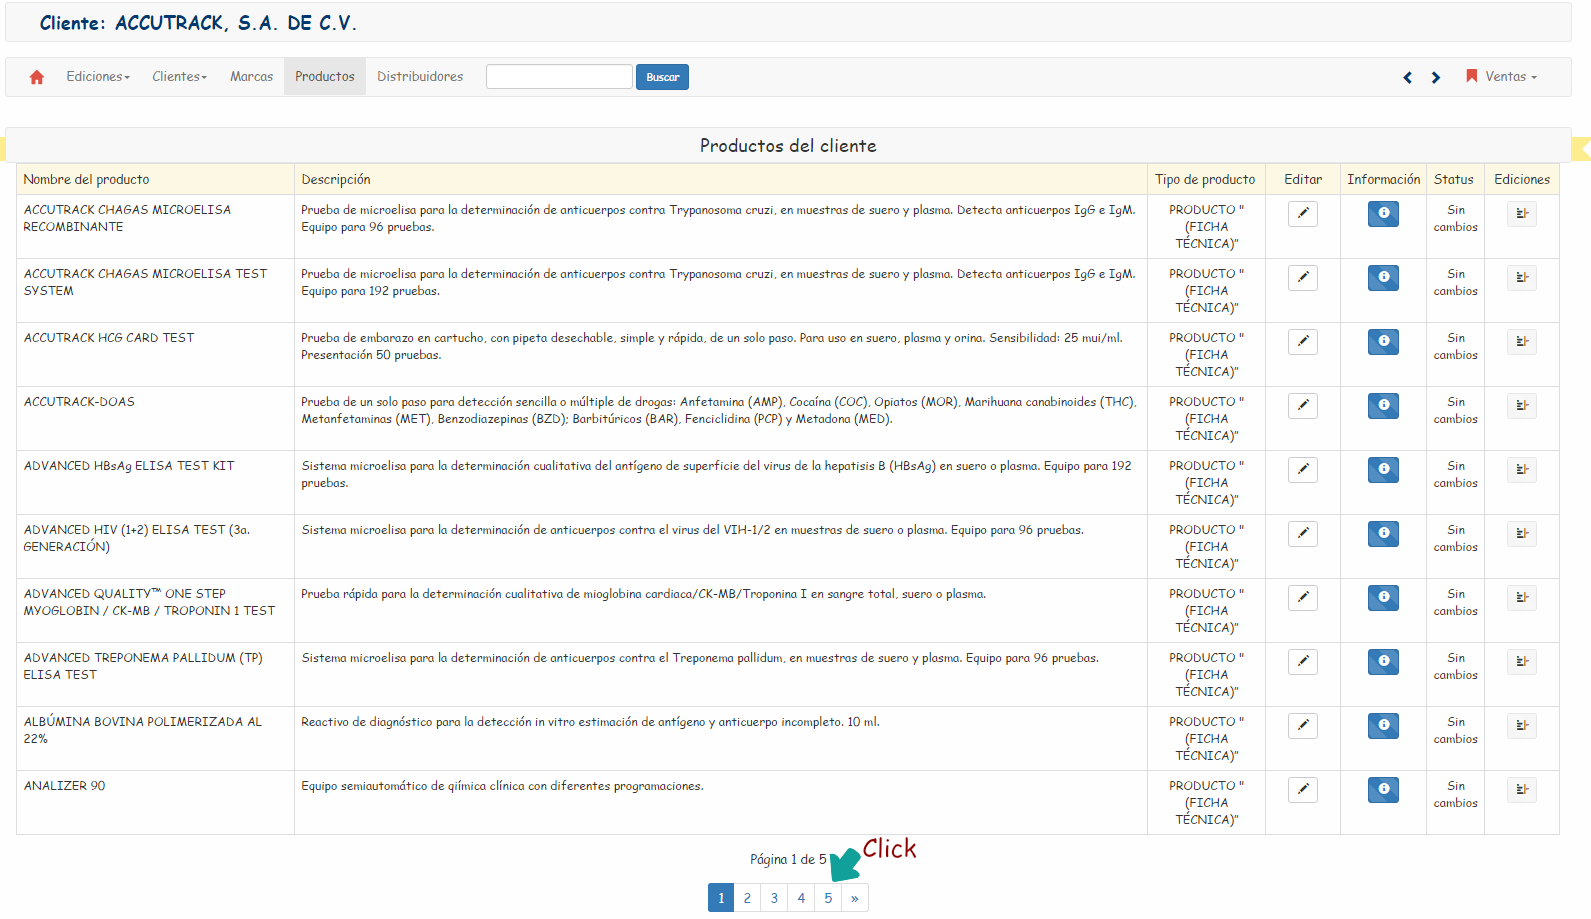 Cliente: ACCUTRACK, S.A. DE C.V.
Ediciones Clientes Marcas Productos Distribuidores Buscar Ventas
Productos del cliente
Nombre del producto Descripción Tipo de producto Editar Información Status Ediciones
ACCUTRACK CHAGAS MICROELISA Prueba de microelisa para la determinación de anticuerpos contra Trypanosoma cruzi, en muestras de suero y plasma. Detecta anticuerpos IgG e IgM. PRODUCTO " Sin
RECOMBINANTE Equipo para 96 pruebas. (FICHA cambios
TÉCNICA)"
ACCUTRACK CHAGAS MICROELISA TEST Prueba de microelisa para la determinación de anticuerpos contra Trypanosoma cruzi, en muestras de suero y plasma. Detecta anticuerpos IgG e IgM. PRODUCTO " Sin
SYSTEM Equipo para 192 pruebas. (FICHA cambios
TÉCNICA)"
ACCUTRACK HCG CARD TEST Prueba de embarazo en cartucho, con pipeta desechable, simple y rápida, de un solo paso. Para uso en suero, plasma y orina. Sensibilidad: 25 mui/ml. PRODUCTO " Sin
Presentación 50 pruebas. (FICHA cambios
TÉCNICA)"
ACCUTRACK-DOAS Prueba de un solo paso para detección sencilla o múltiple de drogas: Anfetamina (AMP), Cocaína (COC), Opiatos (MOR), Marihuana canabinoides (THC), PRODUCTO " Sin
Metanfetaminas (MET), Benzodiazepinas (BZD); Barbitúricos (BAR), Fenciclidina (PCP) y Metadona (MED). (FICHA cambios
TÉCNICA)"
ADVANCED HBsAg ELISA TEST KIT Sistema microelisa para la determinación cualitativa del antígeno de superficie del virus de la hepatisis B (HBsAg) en suero o plasma. Equipo para 192 PRODUCTO " Sin
pruebas. (FICHA cambios
TÉCNICA)"
ADVANCED HIV (1+2) ELISA TEST (3a. Sistema microelisa para la determinación de anticuerpos contra el virus del VIH-1/2 en muestras de suero o plasma. Equipo para 96 pruebas. PRODUCTO " Sin
GENERACIÓN) (FICHA cambios
TÉCNICA)"
ADVANCED QUALITY™ ONE STEP Prueba rápida para la determinación cualitativa de mioglobina cardiaca/CK-MB/Troponina I en sangre total, suero o plasma. PRODUCTO " Sin
MYOGLOBIN / CK-MB / TROPONIN 1 TEST (FICHA cambios
TÉCNICA)"
ADVANCED TREPONEMA PALLIDUM (TP) Sistema microelisa para la determinación de anticuerpos contra el Treponema pallidum, en muestras de suero y plasma. Equipo para 96 pruebas. PRODUCTO " Sin
ELISA TEST (FICHA cambios
TÉCNICA)"
ALBÚMINA BOVINA POLIMERIZADA AL Reactivo de diagnóstico para la detección in vitro estimación de antígeno y anticuerpo incompleto. 10 ml. PRODUCTO " Sin
22% (FICHA cambios
TÉCNICA)"
ANALIZER 90 Equipo semiautomático de qiímica clínica con diferentes programaciones. PRODUCTO " Sin
(FICHA cambios
TÉCNICA)"
Click
Página 1 de 5
1 2 3 4 5 »